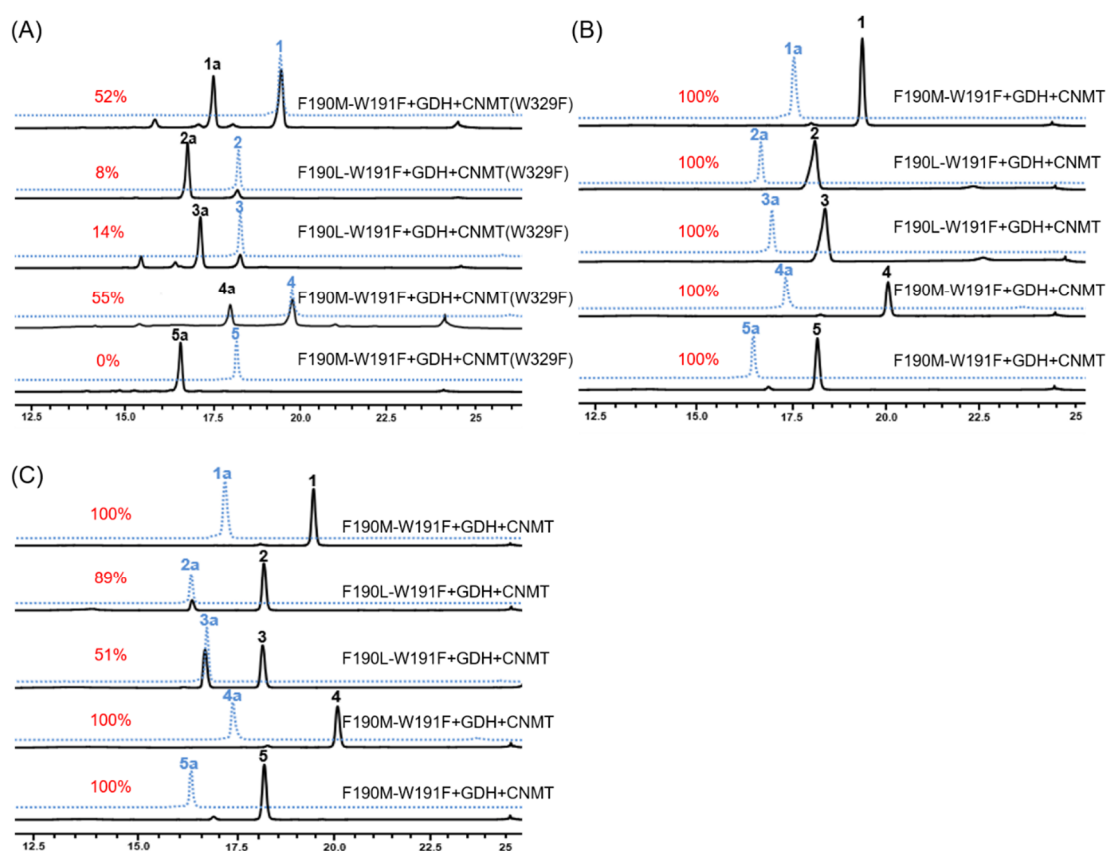 (A)
1
1a
52%
F190M-W191F+GDH+CNMT(W329F)
2a
2
8%
F190L-W191F+GDH+CNMT(W329F)
3a
3
14%
F190L-W191F+GDH+CNMT(W329F)
4a
4
55%
F190M-W191F+GDH+CNMT(W329F)
5a
5
0%
F190M-W191F+GDH+CNMT(W329F)
12.5 15.0 17.5 20.0 22.5 25
(B)
1
1a
100%
F190M-W191F+GDH+CNMT
2a
2
100%
F190L-W191F+GDH+CNMT
3a
3
100%
F190L-W191F+GDH+CNMT
4a
4
100%
F190M-W191F+GDH+CNMT
5a
5
100%
F190M-W191F+GDH+CNMT
12.5 15.0 17.5 20.0 22.5 25
(C)
1a
1
100%
F190M-W191F+GDH+CNMT
2a
2
89%
F190L-W191F+GDH+CNMT
3a
3
51%
F190L-W191F+GDH+CNMT
4a
4
100%
F190M-W191F+GDH+CNMT
5a
5
100%
F190M-W191F+GDH+CNMT
12.5 15.0 17.5 20.0 22.5 25